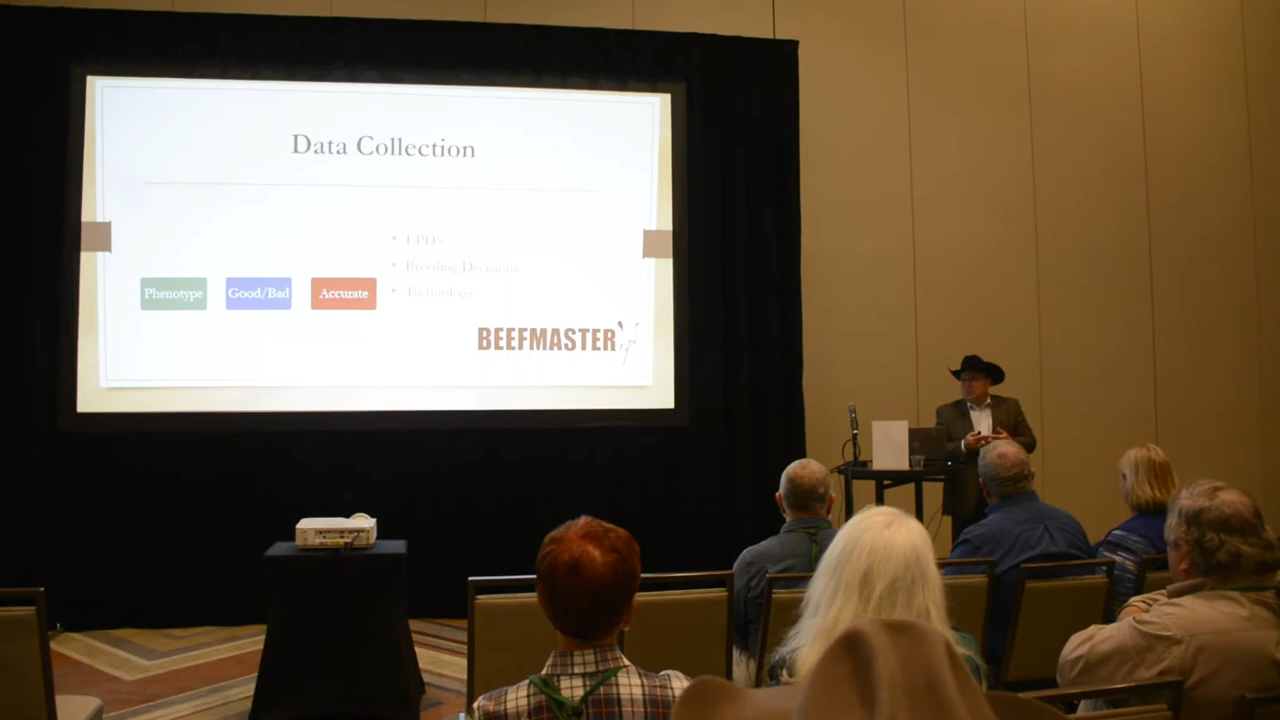 Data Collection
• EPD's
• Breeding Decisions
• Technology
Phenotype
Good/Bad
Accurate
BEEFMASTER